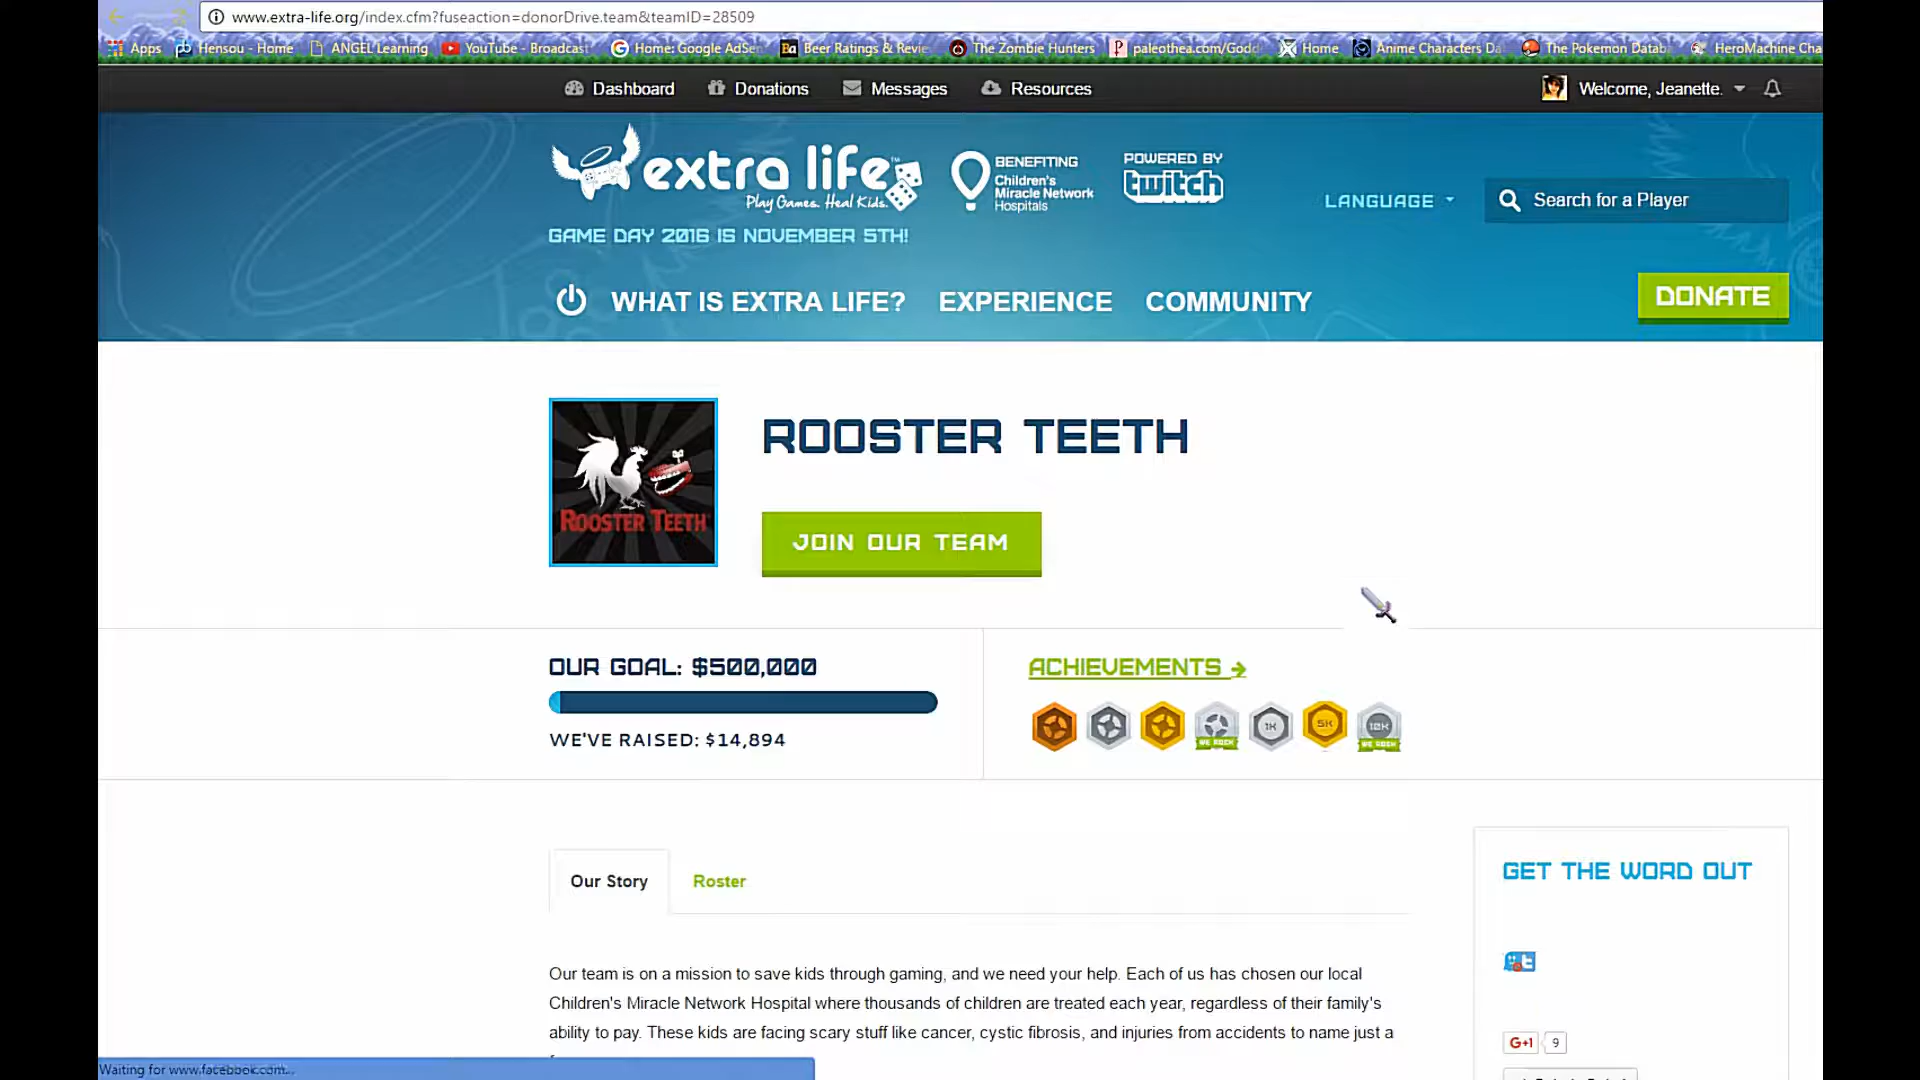 www.extra-life.org/index.cfm?fuseaction=donorDrive.team&teamID=28509
Apps Hensou - Home ANGEL Learning YouTube - Broadcast Home: Google AdSen Beer Ratings & Revie The Zombie Hunters paleothea.com/Godd Home Anime Characters Da The Pokemon Datab HeroMachine Cha
Dashboard Donations Messages Resources Welcome, Jeanette.
extra life
Play Games. Heal Kids.
BENEFITING
Children's
Miracle Network
Hospitals
POWERED BY
twitch
LANGUAGE
Search for a Player
GAME DAY 2016 IS NOVEMBER 5TH!
WHAT IS EXTRA LIFE? EXPERIENCE COMMUNITY
DONATE
ROOSTER TEETH
ROOSTER TEETH
JOIN OUR TEAM
OUR GOAL: $500,000
WE'VE RAISED: $14,894
ACHIEVEMENTS
WE ROCK
1K
5K
10K
WE ROCK
Our Story Roster
Our team is on a mission to save kids through gaming, and we need your help. Each of us has chosen our local
Children's Miracle Network Hospital where thousands of children are treated each year, regardless of their family's
ability to pay. These kids are facing scary stuff like cancer, cystic fibrosis, and injuries from accidents to name just a
GET THE WORD OUT
G+1 9
Waiting for www.facebook.com...